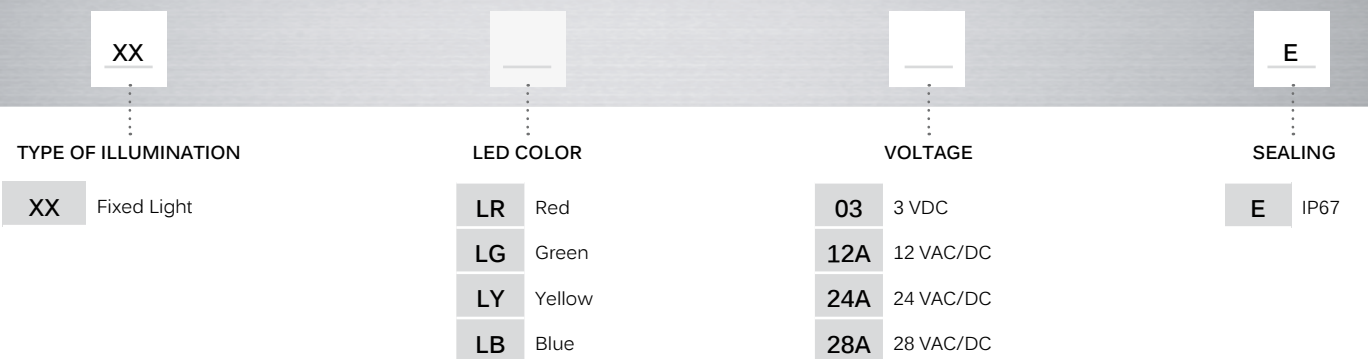 XX E
TYPE OF ILLUMINATION LED COLOR VOLTAGE SEALING
XX Fixed Light LR Red 03 3 VDC E IP67
LG Green 12A 12 VAC/DC
LY Yellow 24A 24 VAC/DC
LB Blue 28A 28 VAC/DC